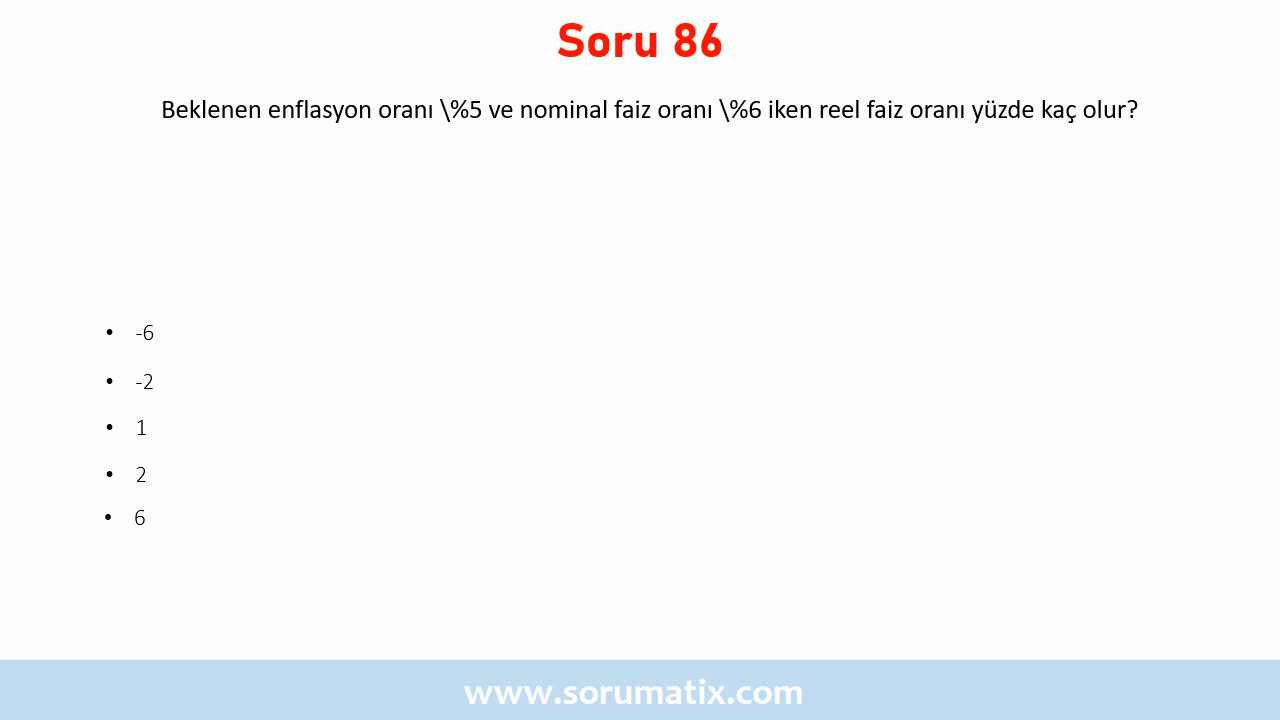 Soru 86
Beklenen enflasyon oranı \%5 ve nominal faiz oranı \%6 iken reel faiz oranı yüzde kaç olur?
• -6
• -2
• 1
• 2
• 6
www.sorumatix.com